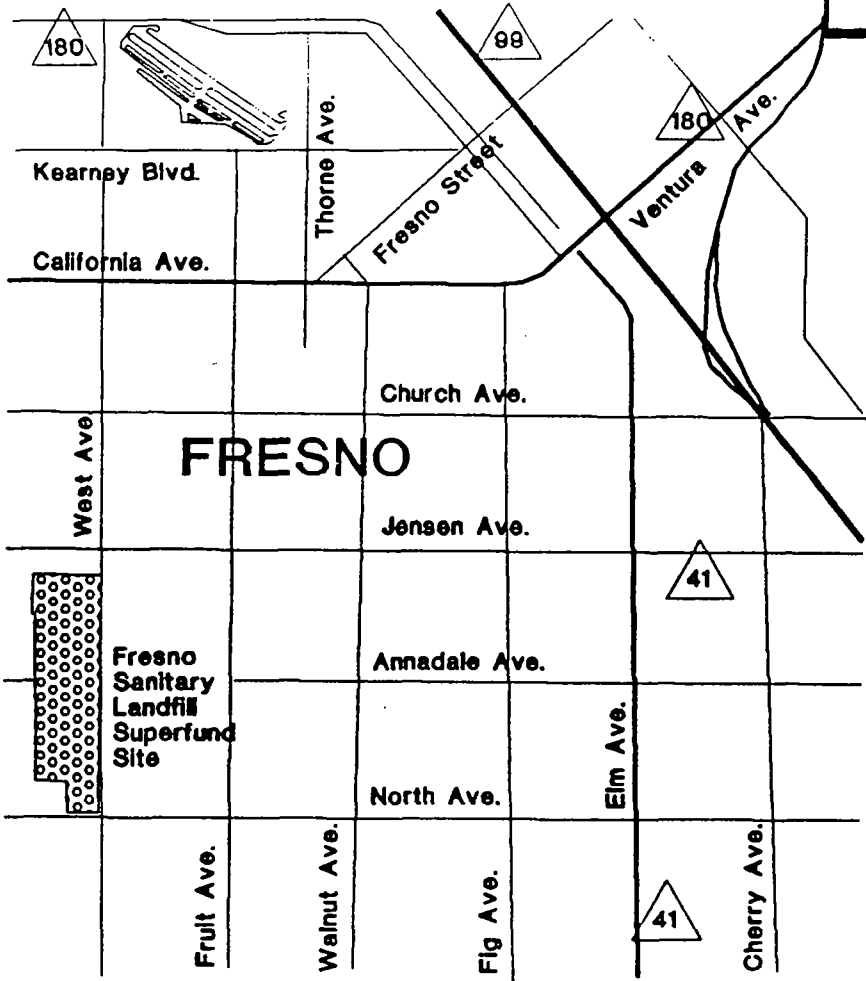 180
99
180
Kearney Blvd.
Thorne Ave.
Fresno Street
Ventura Ave.
California Ave.
Church Ave.
West Ave
FRESNO
Jensen Ave.
41
Fresno
Sanitary
Landfill
Superfund
Site
Annadale Ave.
Elm Ave.
North Ave.
Fruit Ave.
Walnut Ave.
Fig Ave.
41
Cherry Ave.